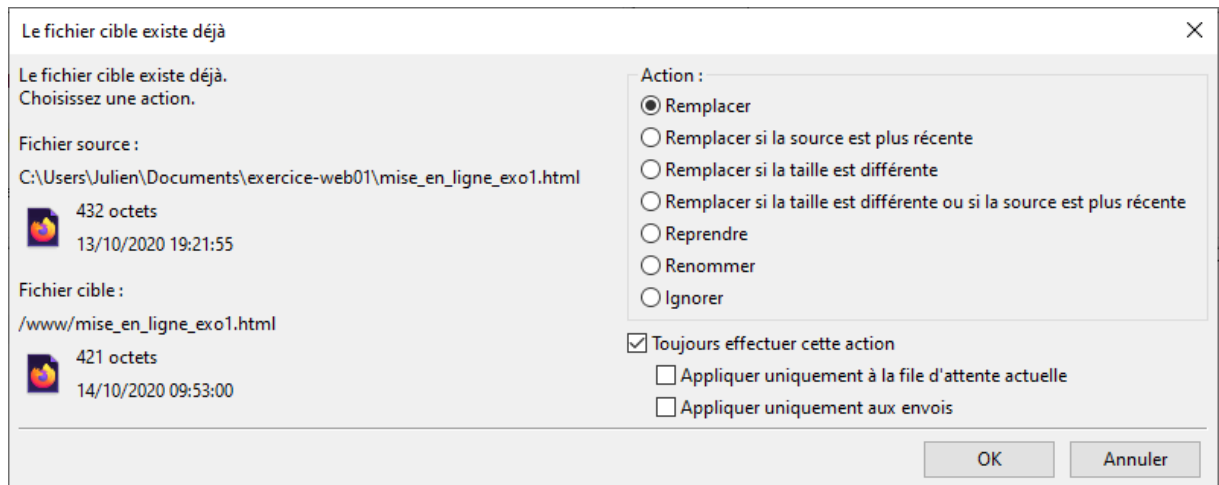 Le fichier cible existe déjà
Le fichier cible existe déjà.
Choisissez une action.
Fichier source :
C:\Users\Julien\Documents\exercice-web01\mise_en_ligne_exo1.html
432 octets
13/10/2020 19:21:55
Fichier cible :
/www/mise_en_ligne_exo1.html
421 octets
14/10/2020 09:53:00
Action :
Remplacer
Remplacer si la source est plus récente
Remplacer si la taille est différente
Remplacer si la taille est différente ou si la source est plus récente
Reprendre
Renommer
Ignorer
Toujours effectuer cette action
Appliquer uniquement à la file d'attente actuelle
Appliquer uniquement aux envois
OK
Annuler